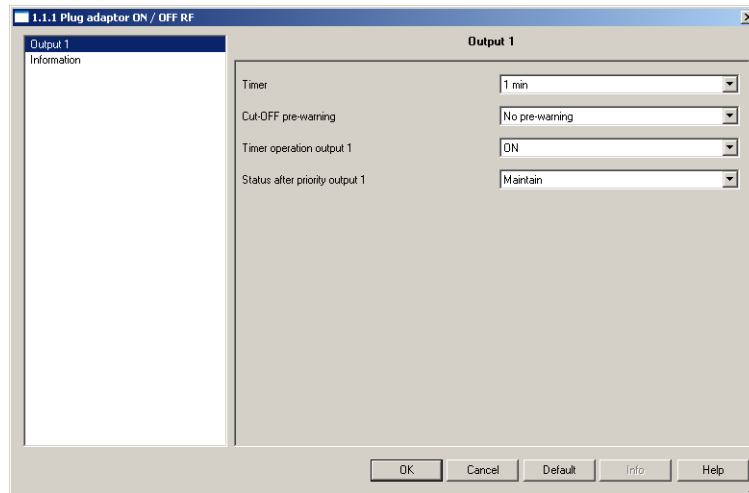 1.1.1 Plug adaptor ON / OFF RF
Output 1
Information
Output 1
Timer 1 min
Cut-OFF pre-warning No pre-warning
Timer operation output 1 ON
Status after priority output 1 Maintain
OK Cancel Default Info Help